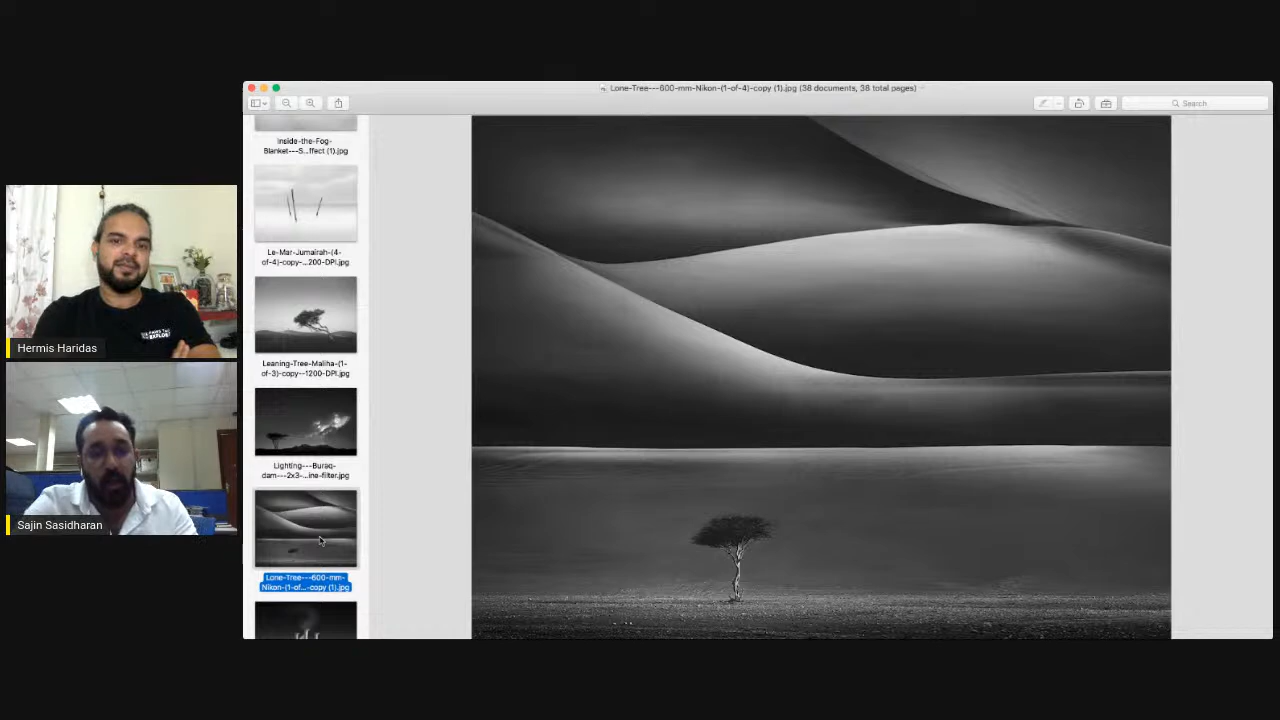 Lone-Tree---600-mm-Nikon-(1-of-4)-copy (1).jpg (38 documents, 38 total pages)
Search
Inside-the-Fog-
Blanket---S...ffect (1).jpg
Le-Mar-Jumairah-(4-
of-4)-copy-...200-DPI.jpg
Leaning-Tree-Maliha-(1-
of-3)-copy--1200-DPI.jpg
Lighting---Buraq-
dam---2x3-...ine-filter.jpg
Lone-Tree---600-mm-
Nikon-(1-of...-copy (1).jpg
Hermis Haridas
Sajin Sasidharan